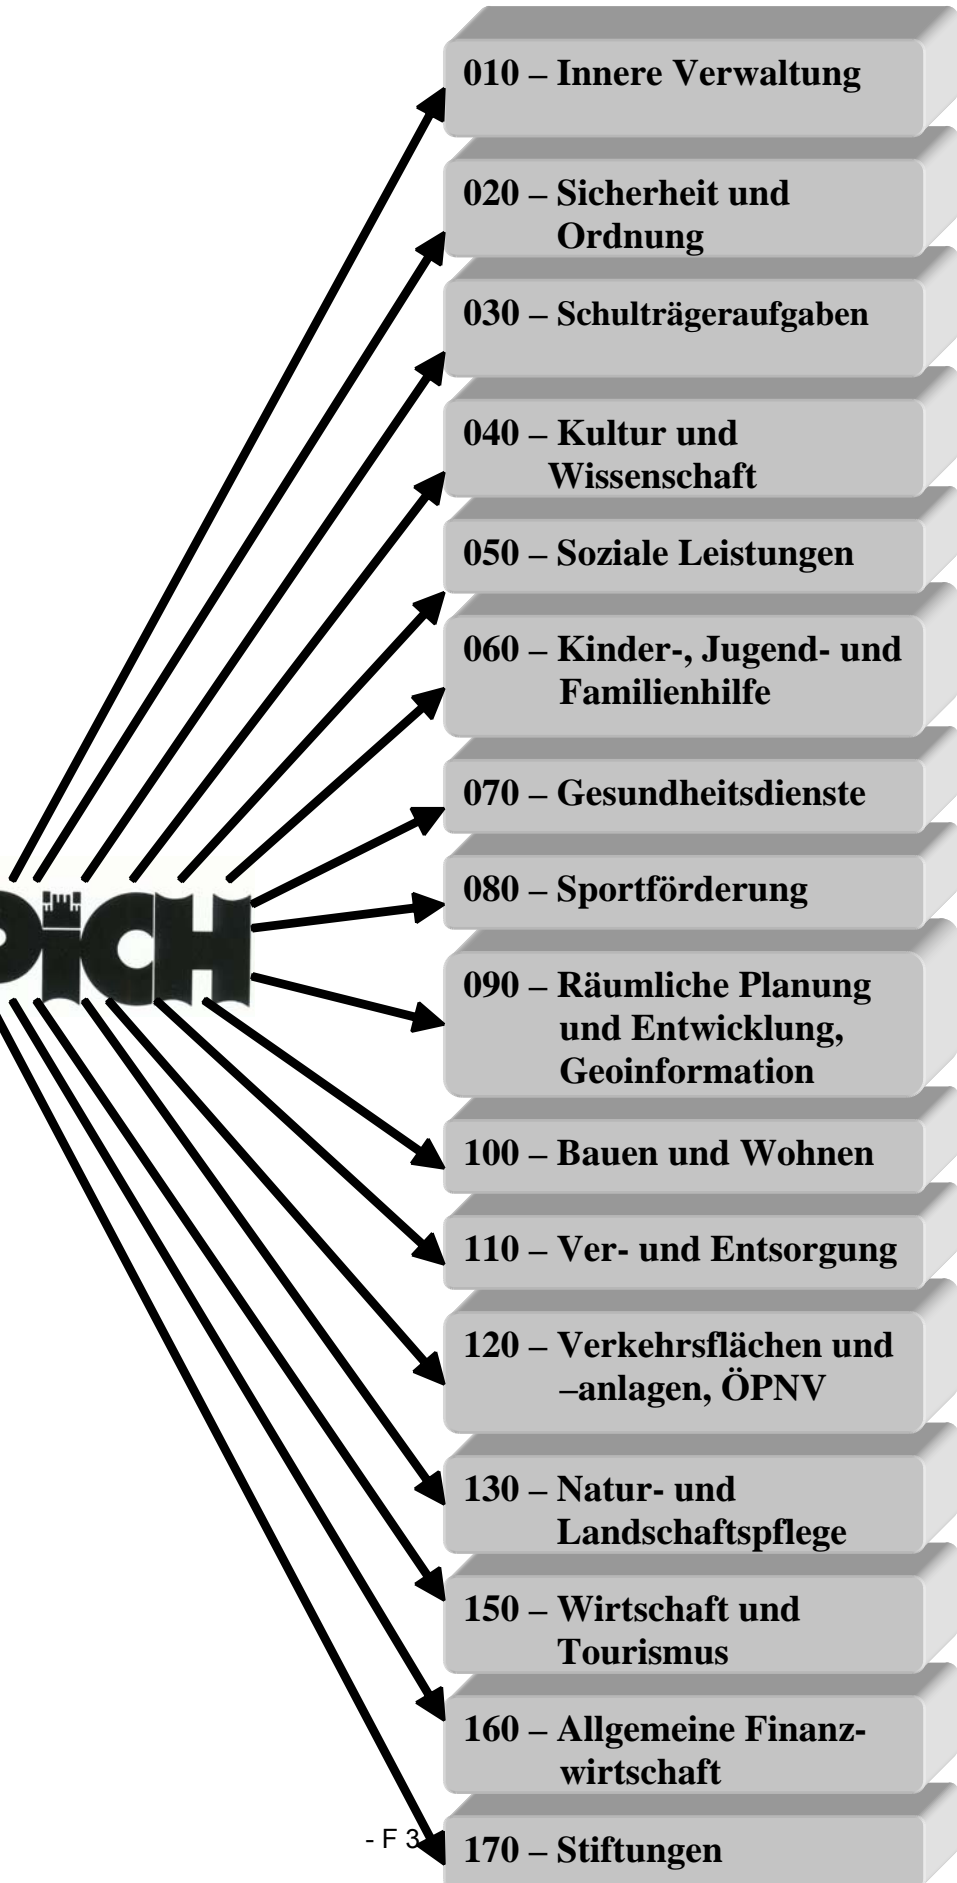 010 – Innere Verwaltung
020 – Sicherheit und
Ordnung
030 – Schulträgeraufgaben
040 – Kultur und
Wissenschaft
050 – Soziale Leistungen
060 – Kinder-, Jugend- und
Familienhilfe
070 – Gesundheitsdienste
080 – Sportförderung
PiCH
090 – Räumliche Planung
und Entwicklung,
Geoinformation
100 – Bauen und Wohnen
110 – Ver- und Entsorgung
120 – Verkehrsflächen und
–anlagen, ÖPNV
130 – Natur- und
Landschaftspflege
150 – Wirtschaft und
Tourismus
160 – Allgemeine Finanz-
wirtschaft
170 – Stiftungen
- F 3